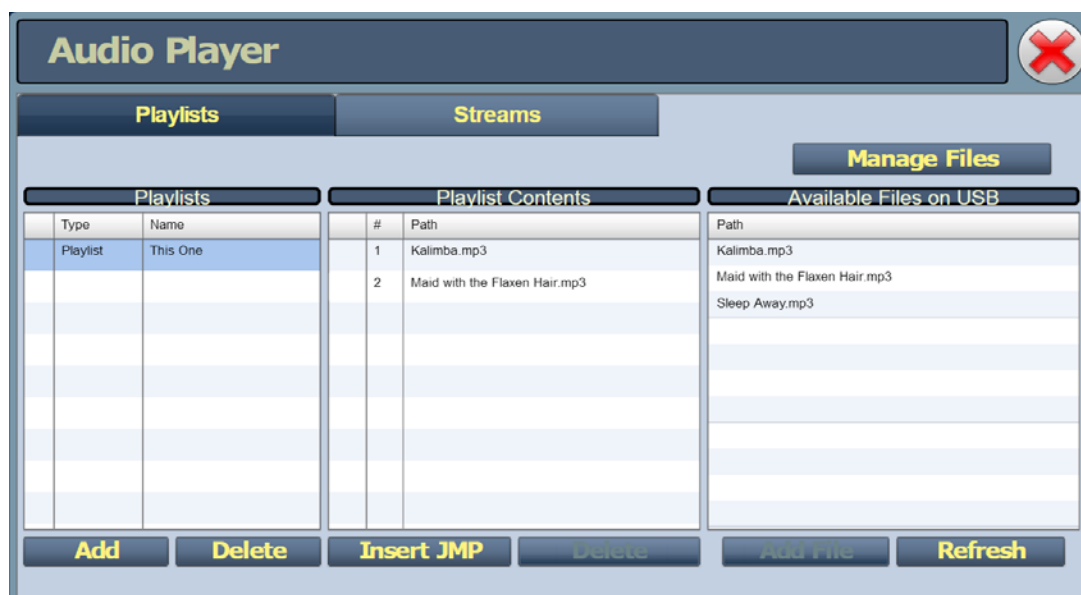 Audio Player
Playlists Streams
Manage Files
Playlists Playlist Contents Available Files on USB
Type Name # Path Path
Playlist This One 1 Kalimba.mp3 Kalimba.mp3
2 Maid with the Flaxen Hair.mp3 Maid with the Flaxen Hair.mp3
Sleep Away.mp3
Add Delete Insert JMP Delete Add File Refresh